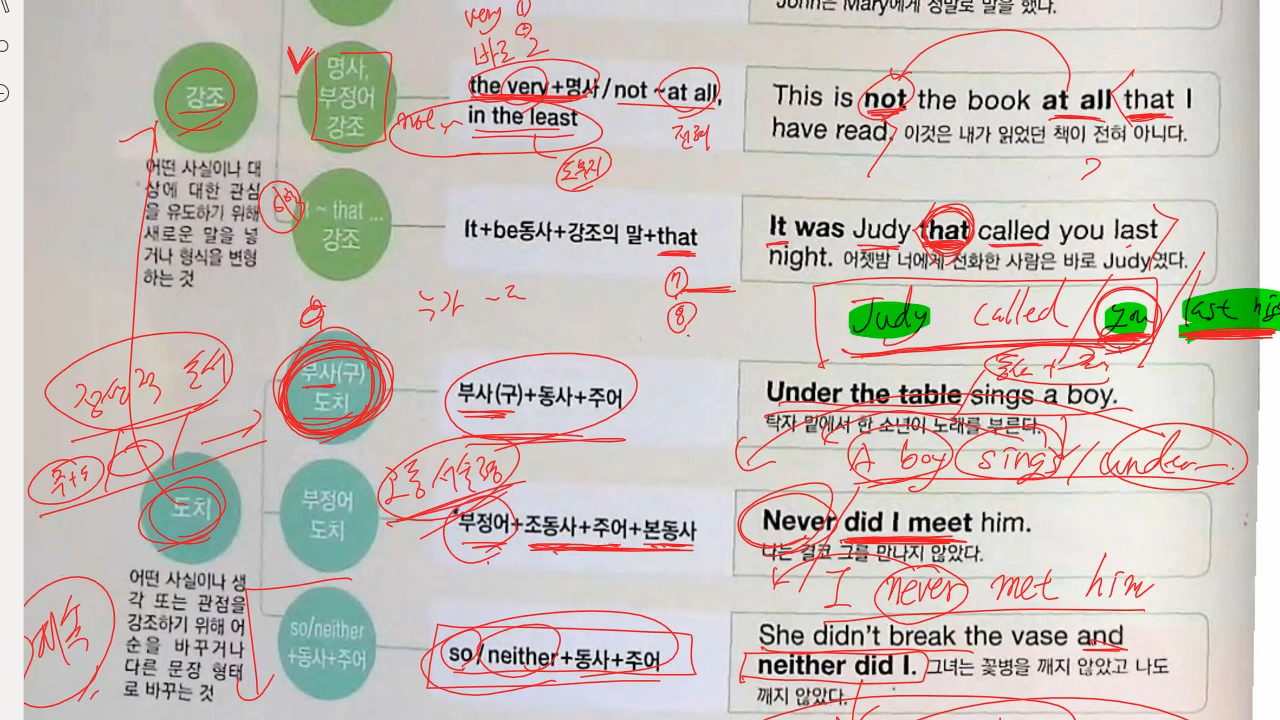 John은 Mary에게 정말로 말을 했다.
very ①
바로 ②
강조
명사,
부정어
강조
the very+명사/not ~at all,
in the least
not ~
전혀
도무지
This is not the book at all that I
have read. 이것은 내가 읽었던 책이 전혀 아니다.
어떤 사실이나 대
상에 대한 관심
을 유도하기 위해
새로운 말을 넣
거나 형식을 변형
하는 것
It ~ that ...
강조
It+be동사+강조의 말+that
It was Judy that called you last
night. 어젯밤 너에게 전화한 사람은 바로 Judy였다.
⑦
⑧
누가 ~고
Judy called you / last
부사(구)
도치
부사(구)+동사+주어
Under the table sings a boy.
탁자 밑에서 한 소년이 노래를 부른다.
A boy sings / under
주+동
도치
부정어
도치
부정어+조동사+주어+본동사
Never did I meet him.
나는 결코 그를 만나지 않았다.
I never met him
어떤 사실이나 생
각 또는 관점을
강조하기 위해 어
순을 바꾸거나
다른 문장 형태
로 바꾸는 것
so/neither
+동사+주어
so/neither+동사+주어
She didn't break the vase and
neither did I. 그녀는 꽃병을 깨지 않았고 나도
깨지 않았다.